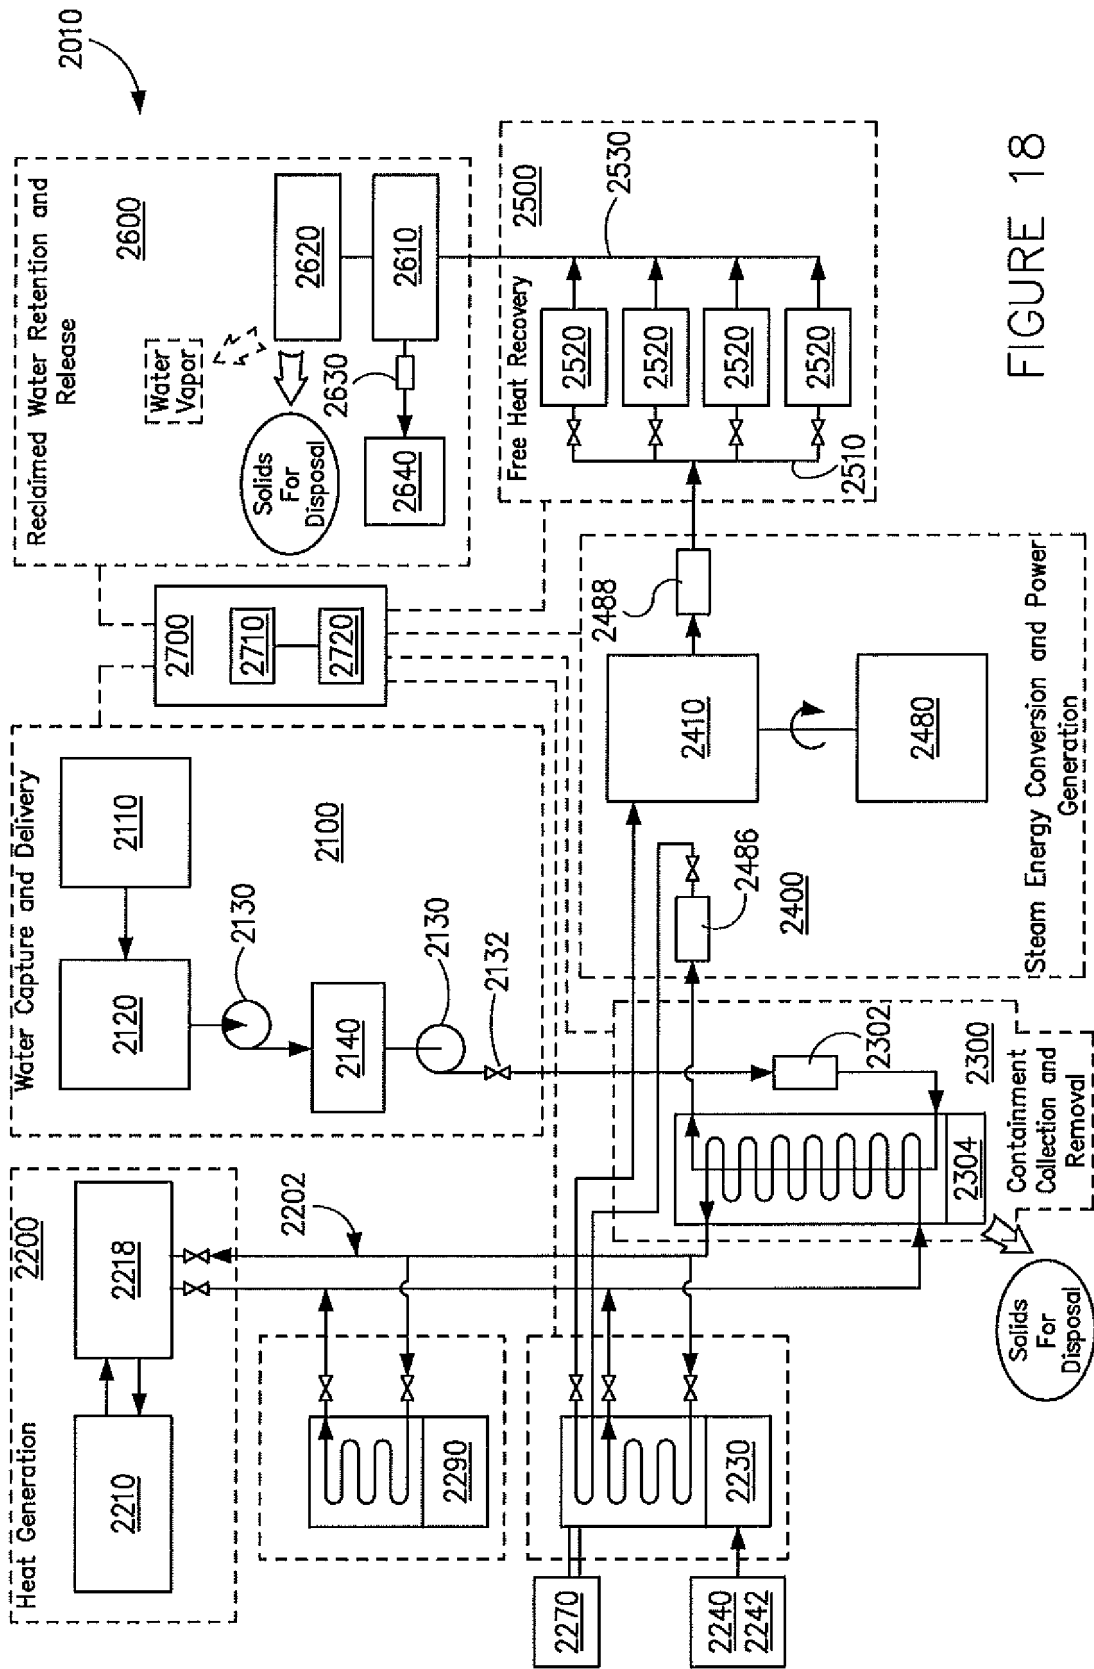 2010
Reclaimed Water Retention and
Release
2600
Water
Vapor
2620
2610
Solids
For
Disposal
2630
2640
2500
Free Heat Recovery
2530
2520
2520
2520
2520
2510
2700
2710
2720
Water Capture and Delivery
2110
2100
2120
2130
2140
2130
2132
2488
2410
2480
2486
2400
Steam Energy Conversion and Power
Generation
2302
2300
2304
Containment
Collection and
Removal
Solids
For
Disposal
2200
Heat Generation
2218
2210
2202
2290
2230
2270
2240
2242
FIGURE 18